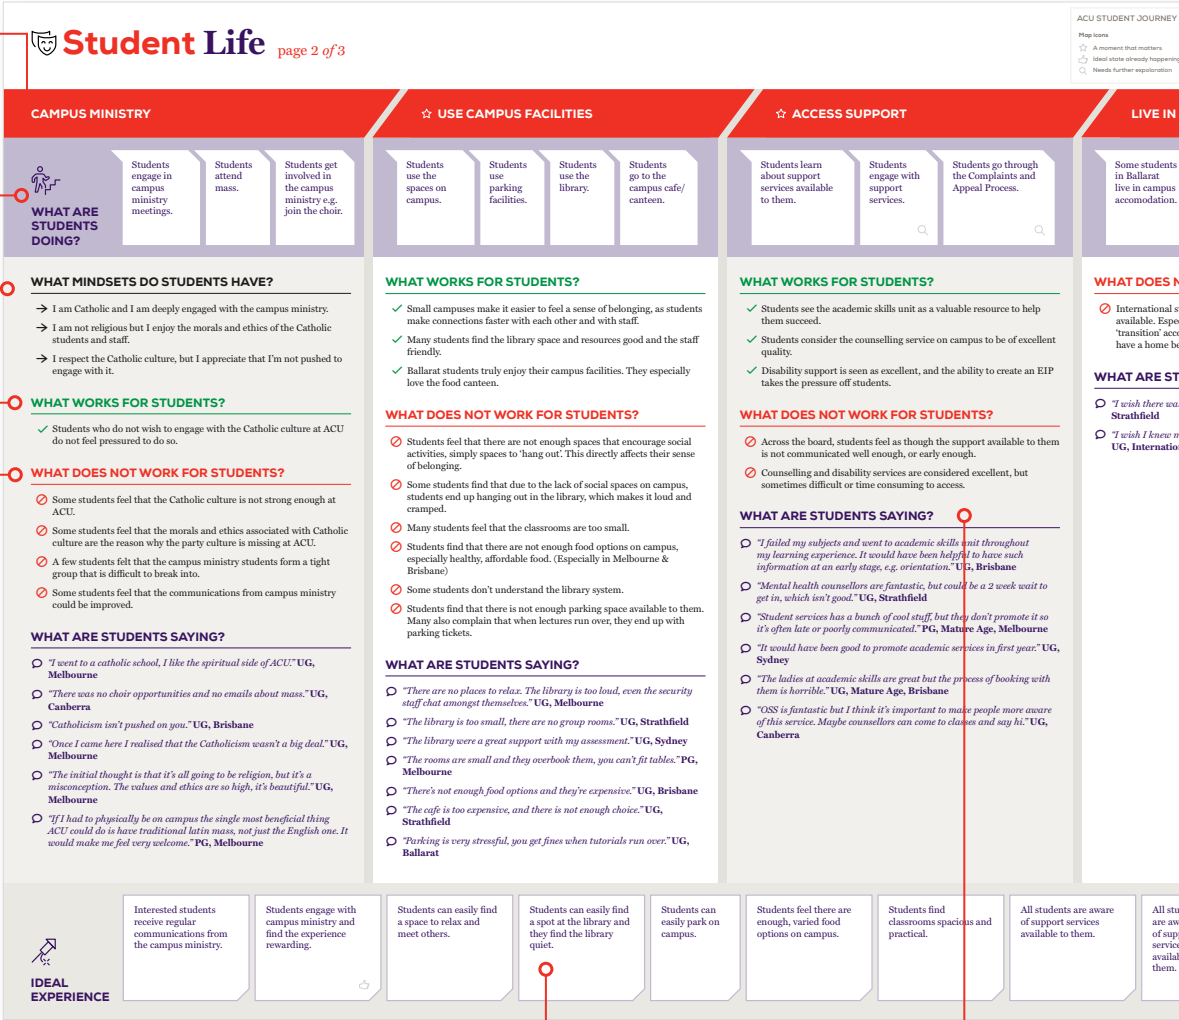 Student Life page 2 of 3
ACU STUDENT JOURNEY
Map icons
A moment that matters
Ideal state already happening
Needs further exploration
CAMPUS MINISTRY
USE CAMPUS FACILITIES
ACCESS SUPPORT
LIVE IN
WHAT ARE
STUDENTS
DOING?
Students
engage in
campus
ministry
meetings.
Students
attend
mass.
Students get
involved in
the campus
ministry e.g.
join the choir.
Students
use the
spaces on
campus.
Students
use
parking
facilities.
Students
use the
library.
Students
go to the
campus cafe/
canteen.
Students learn
about support
services available
to them.
Students
engage with
support
services.
Students go through
the Complaints and
Appeal Process.
Some students
in Ballarat
live in campus
accomodation.
WHAT MINDSETS DO STUDENTS HAVE?
I am Catholic and I am deeply engaged with the campus ministry.
I am not religious but I enjoy the morals and ethics of the Catholic
students and staff.
I respect the Catholic culture, but I appreciate that I'm not pushed to
engage with it.
WHAT WORKS FOR STUDENTS?
Students who do not wish to engage with the Catholic culture at ACU
do not feel pressured to do so.
WHAT DOES NOT WORK FOR STUDENTS?
Some students feel that the Catholic culture is not strong enough at
ACU.
Some students feel that the morals and ethics associated with Catholic
culture are the reason why the party culture is missing at ACU.
A few students felt that the campus ministry students form a tight
group that is difficult to break into.
Some students feel that the communications from campus ministry
could be improved.
WHAT ARE STUDENTS SAYING?
"I went to a catholic school, I like the spiritual side of ACU." UG,
Melbourne
"There was no choir opportunities and no emails about mass." UG,
Canberra
"Catholicism isn't pushed on you." UG, Brisbane
"Once I came here I realised that the Catholicism wasn't a big deal." UG,
Melbourne
"The initial thought is that it's all going to be religion, but it's a
misconception. The values and ethics are so high, it's beautiful." UG,
Melbourne
"If I had to physically be on campus the single most beneficial thing
ACU could do is have traditional latin mass, not just the English one. It
would make me feel very welcome." PG, Melbourne
WHAT WORKS FOR STUDENTS?
Small campuses make it easier to feel a sense of belonging, as students
make connections faster with each other and with staff.
Many students find the library space and resources good and the staff
friendly.
Ballarat students truly enjoy their campus facilities. They especially
love the food canteen.
WHAT DOES NOT WORK FOR STUDENTS?
Students feel that there are not enough spaces that encourage social
activities, simply spaces to 'hang out'. This directly affects their sense
of belonging.
Some students find that due to the lack of social spaces on campus,
students end up hanging out in the library, which makes it loud and
cramped.
Many students feel that the classrooms are too small.
Students find that there are not enough food options on campus,
especially healthy, affordable food. (Especially in Melbourne &
Brisbane)
Some students don't understand the library system.
Students find that there is not enough parking space available to them.
Many also complain that when lectures run over, they end up with
parking tickets.
WHAT ARE STUDENTS SAYING?
"There are no places to relax. The library is too loud, even the security
staff chat amongst themselves." UG, Melbourne
"The library is too small, there are no group rooms." UG, Strathfield
"The library were a great support with my assessment." UG, Sydney
"The rooms are small and they overbook them, you can't fit tables." PG,
Melbourne
"There's not enough food options and they're expensive." UG, Brisbane
"The cafe is too expensive, and there is not enough choice." UG,
Strathfield
"Parking is very stressful, you get fines when tutorials run over." UG,
Ballarat
WHAT WORKS FOR STUDENTS?
Students see the academic skills unit as a valuable resource to help
them succeed.
Students consider the counselling service on campus to be of excellent
quality.
Disability support is seen as excellent, and the ability to create an EIP
takes the pressure off students.
WHAT DOES NOT WORK FOR STUDENTS?
Across the board, students feel as though the support available to them
is not communicated well enough, or early enough.
Counselling and disability services are considered excellent, but
sometimes difficult or time consuming to access.
WHAT ARE STUDENTS SAYING?
"I failed my subjects and went to academic skills unit throughout
my learning experience. It would have been helpful to have such
information at an early stage, e.g. orientation." UG, Brisbane
"Mental health counsellors are fantastic, but could be a 2 week wait to
get in, which isn't good." UG, Strathfield
"Student services has a bunch of cool stuff, but they don't promote it so
it's often late or poorly communicated." PG, Mature Age, Melbourne
"It would have been good to promote academic services in first year." UG,
Sydney
"The ladies at academic skills are great but the process of booking with
them is horrible." UG, Mature Age, Brisbane
"OSS is fantastic but I think it's important to make people more aware
of this service. Maybe counsellors can come to classes and say hi." UG,
Canberra
WHAT DOES N
International s
available. Espe
'transition' acc
have a home be
WHAT ARE ST
"I wish there wa
Strathfield
"I wish I knew m
UG, Internatio
IDEAL
EXPERIENCE
Interested students
receive regular
communications from
the campus ministry.
Students engage with
campus ministry and
find the experience
rewarding.
Students can easily find
a space to relax and
meet others.
Students can easily find
a spot at the library and
they find the library
quiet.
Students can
easily park on
campus.
Students feel there are
enough, varied food
options on campus.
Students find
classrooms spacious and
practical.
All students are aware
of support services
available to them.
All stu
are aw
of supp
service
availab
them.